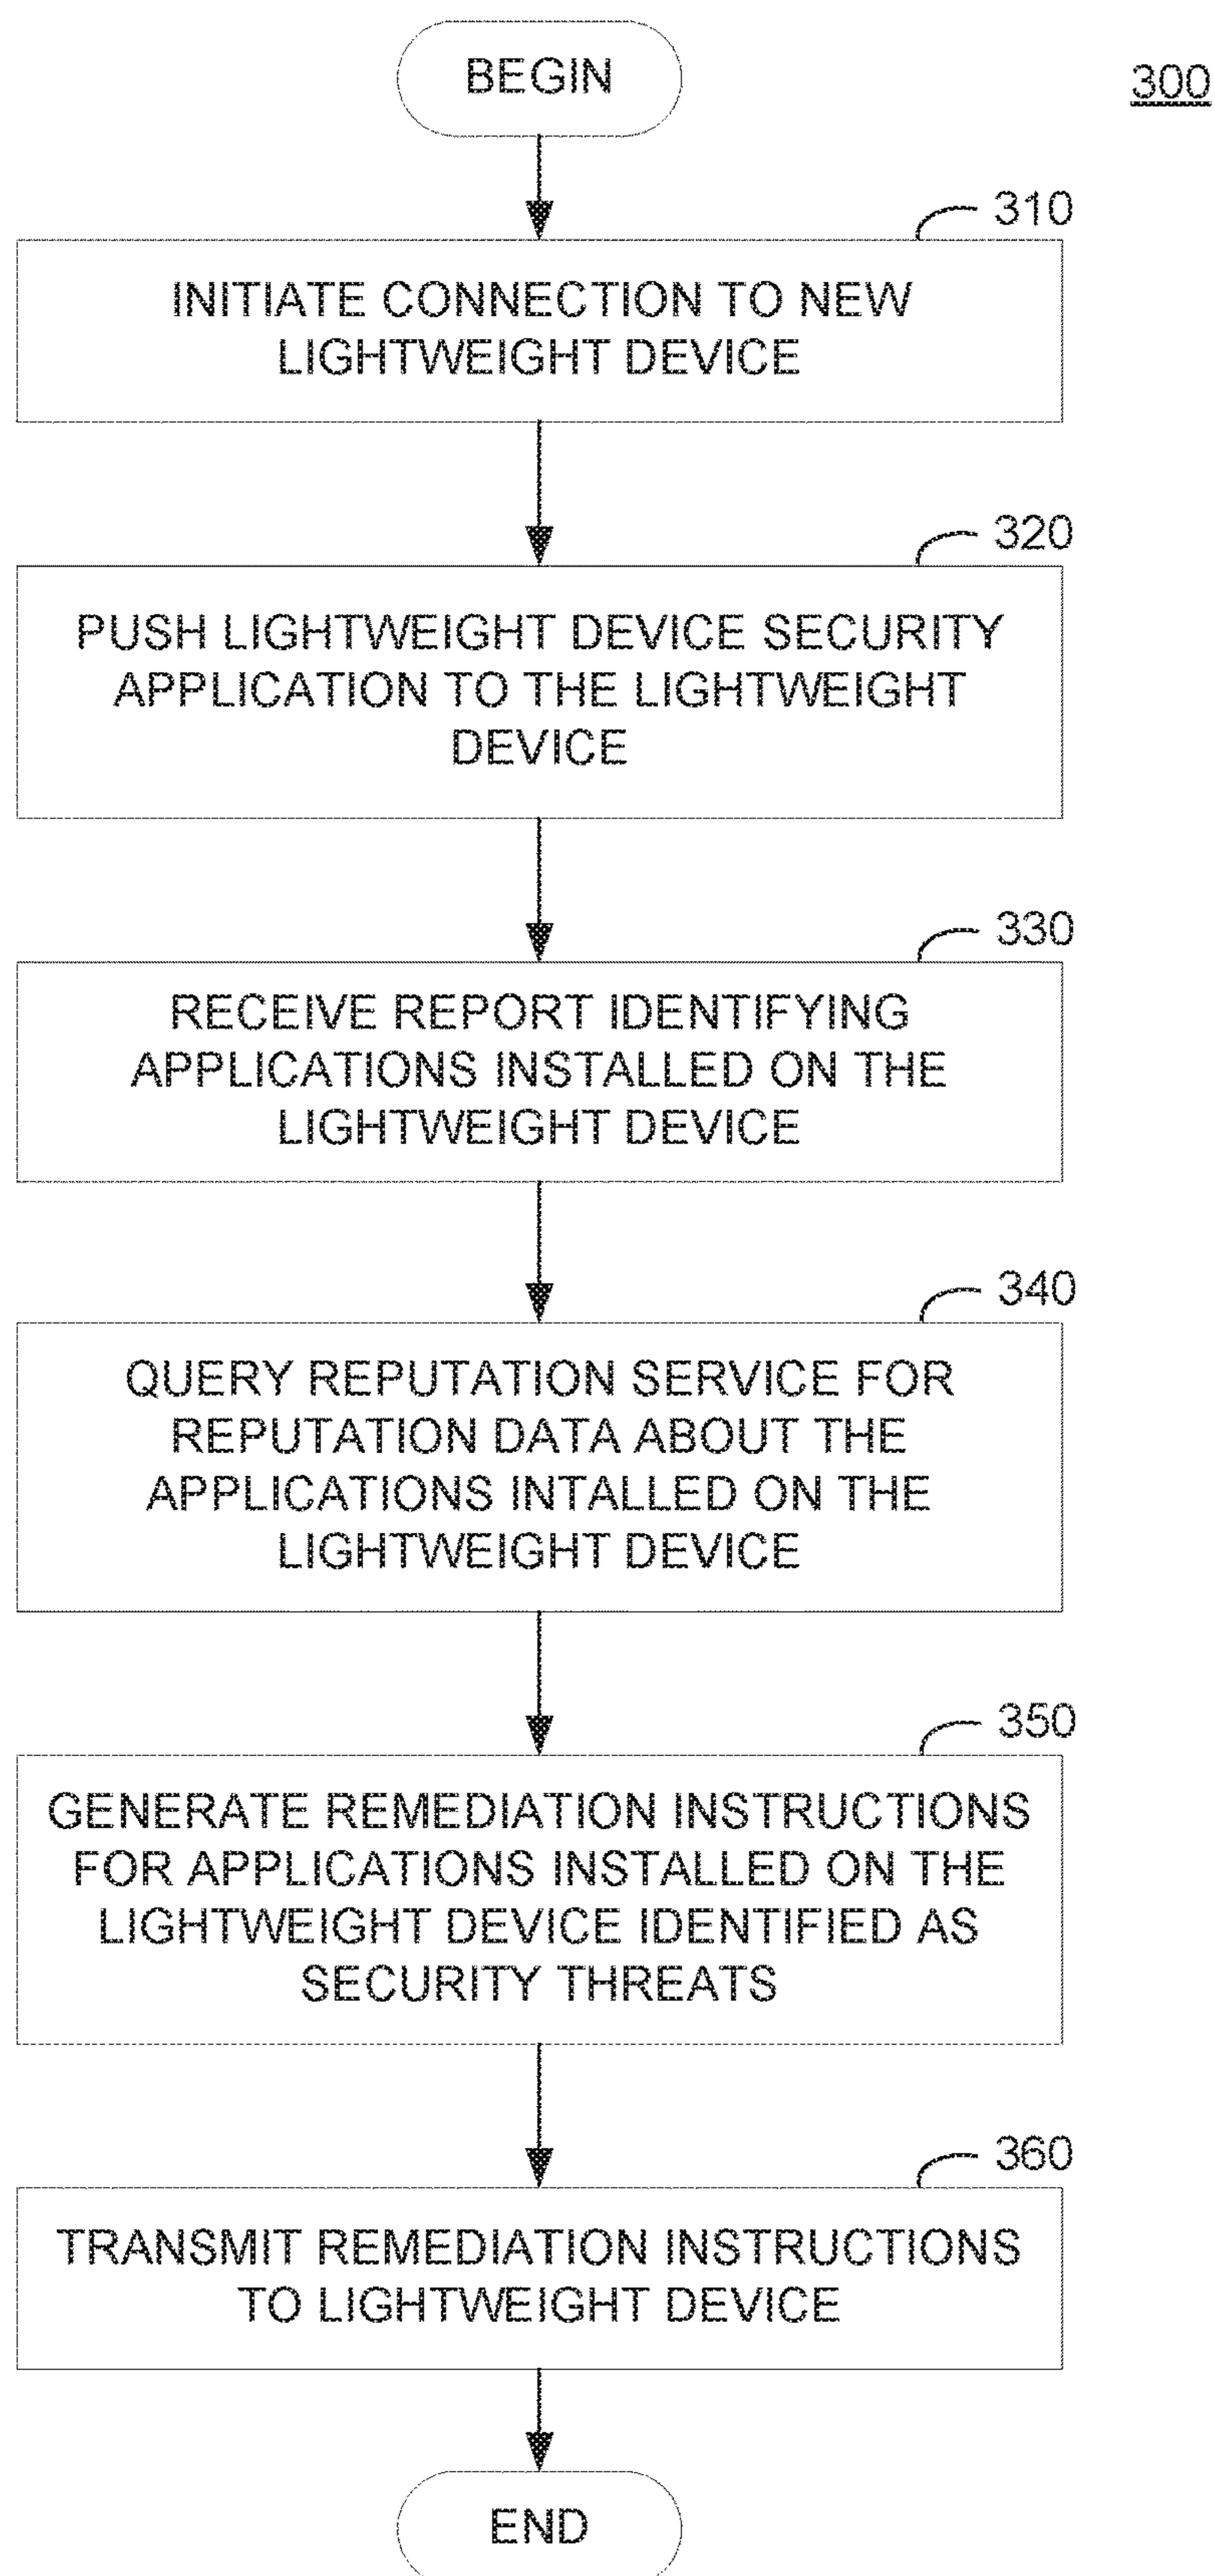 BEGIN
300
310
INITIATE CONNECTION TO NEW
LIGHTWEIGHT DEVICE
320
PUSH LIGHTWEIGHT DEVICE SECURITY
APPLICATION TO THE LIGHTWEIGHT
DEVICE
330
RECEIVE REPORT IDENTIFYING
APPLICATIONS INSTALLED ON THE
LIGHTWEIGHT DEVICE
340
QUERY REPUTATION SERVICE FOR
REPUTATION DATA ABOUT THE
APPLICATIONS INTALLED ON THE
LIGHTWEIGHT DEVICE
350
GENERATE REMEDIATION INSTRUCTIONS
FOR APPLICATIONS INSTALLED ON THE
LIGHTWEIGHT DEVICE IDENTIFIED AS
SECURITY THREATS
360
TRANSMIT REMEDIATION INSTRUCTIONS
TO LIGHTWEIGHT DEVICE
END